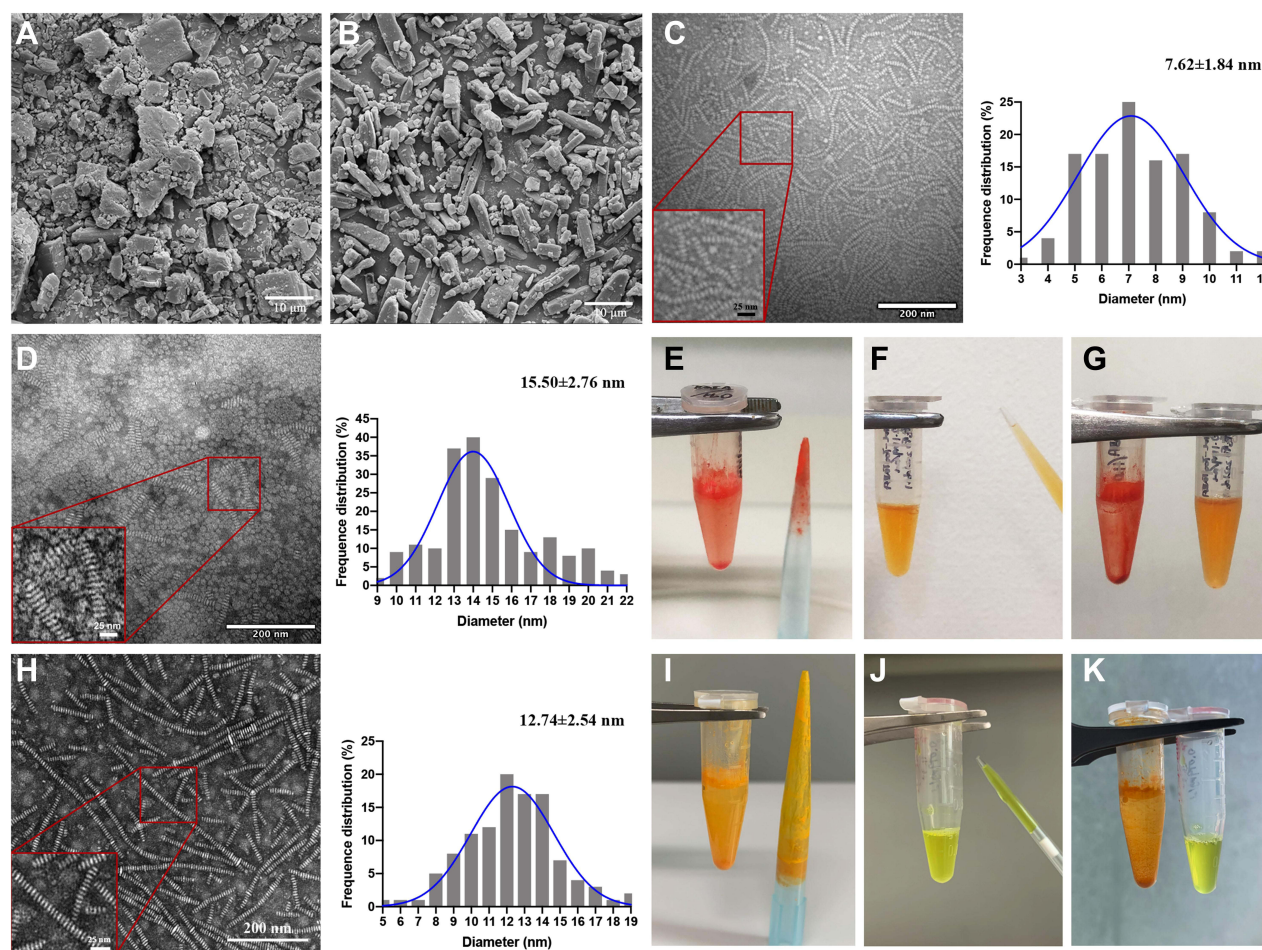 A
10 µm
B
10 µm
C
25 nm
200 nm
7.62±1.84 nm
Frequence distribution (%)
25
20
15
10
5
0
3 4 5 6 7 8 9 10 11
Diameter (nm)
D
25 nm
200 nm
15.50±2.76 nm
Frequence distribution (%)
45
40
35
30
25
20
15
10
5
0
9 10 11 12 13 14 15 16 17 18 19 20 21 22
Diameter (nm)
E
H2O
F
G
H
25 nm
200 nm
12.74±2.54 nm
Frequence distribution (%)
25
20
15
10
5
0
5 6 7 8 9 10 11 12 13 14 15 16 17 18 19
Diameter (nm)
I
J
K